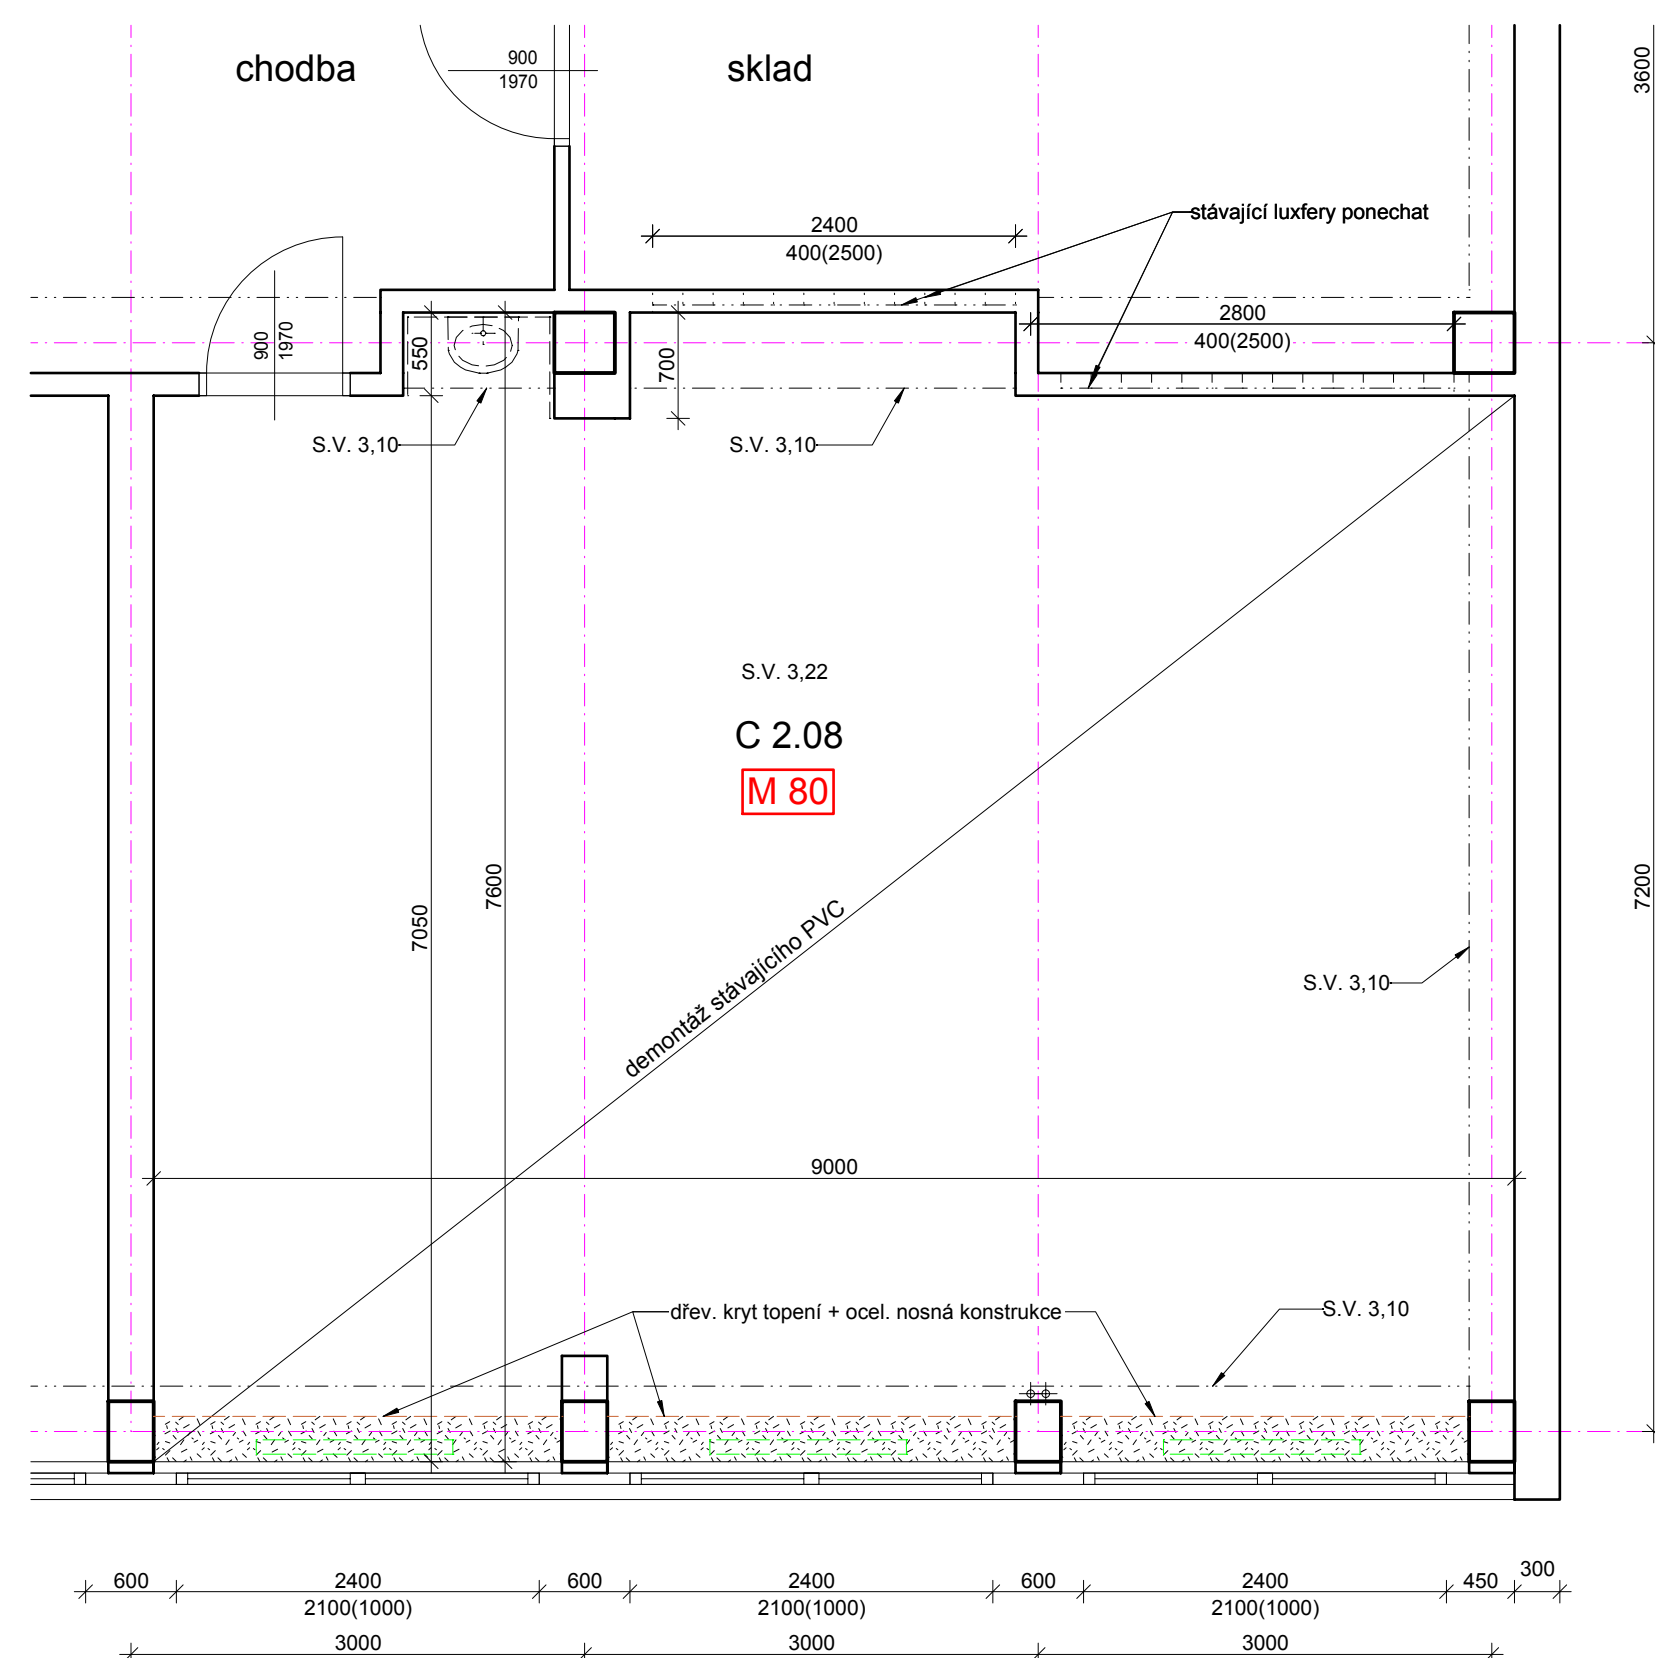 chodba
900
1970
sklad
3600
stávající luxfery ponechat
2400
400(2500)
2800
400(2500)
900
1970
550
700
S.V. 3,10
S.V. 3,10
S.V. 3,22
C 2.08
M 80
7050
7600
7200
demontáž stávajícího PVC
S.V. 3,10
9000
dřev. kryt topení + ocel. nosná konstrukce
S.V. 3,10
600
2400
2100(1000)
600
2400
2100(1000)
600
2400
2100(1000)
450
300
3000
3000
3000